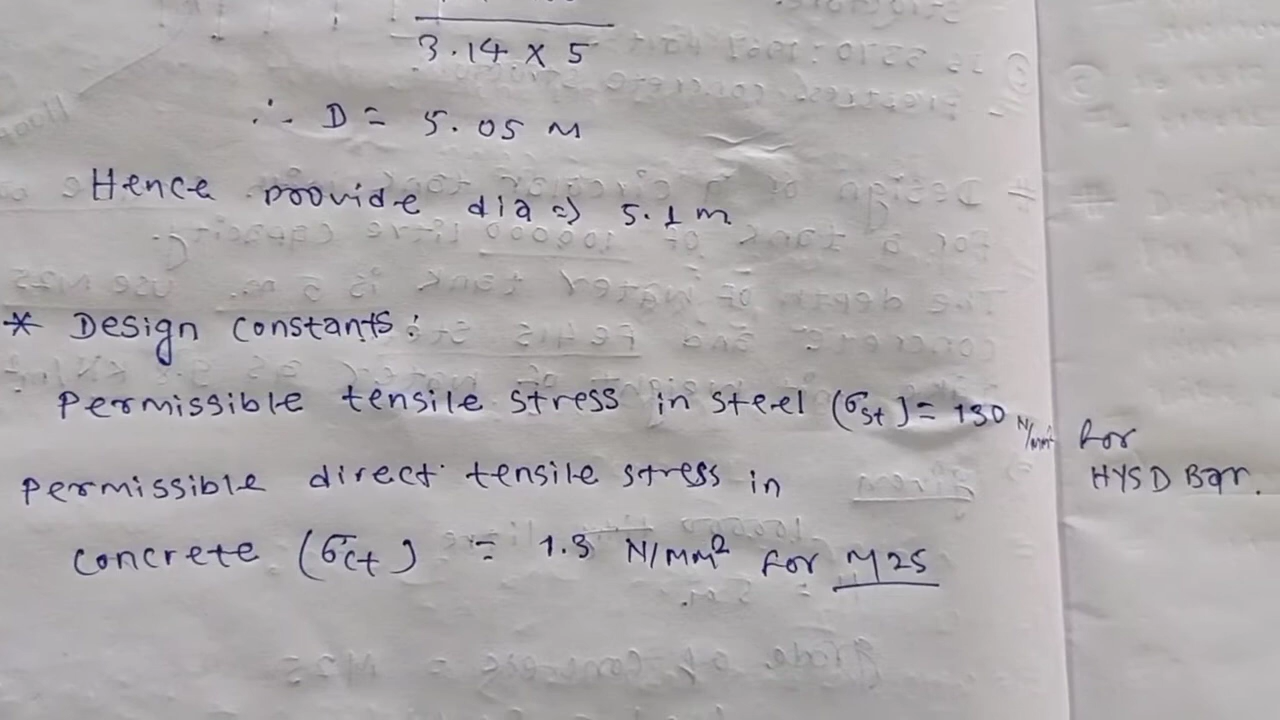 3.14 x 5
∴ D = 5.05 m
Hence provide dia => 5.1 m
* Design constants:
Permissible tensile stress in steel (σst) = 130 N/mm² for
HYSD Bar.
Permissible direct tensile stress in
concrete (σct) = 1.3 N/mm² for M25